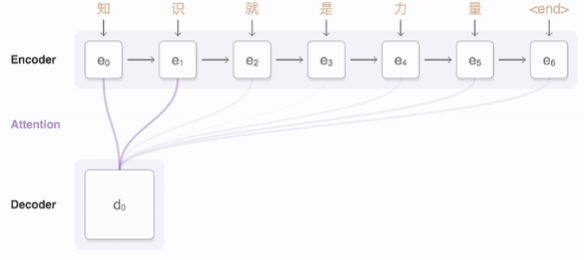 知 识 就 是 力 量 <end>
Encoder e₀ e₁ e₂ e₃ e₄ e₅ e₆
Attention
Decoder d₀